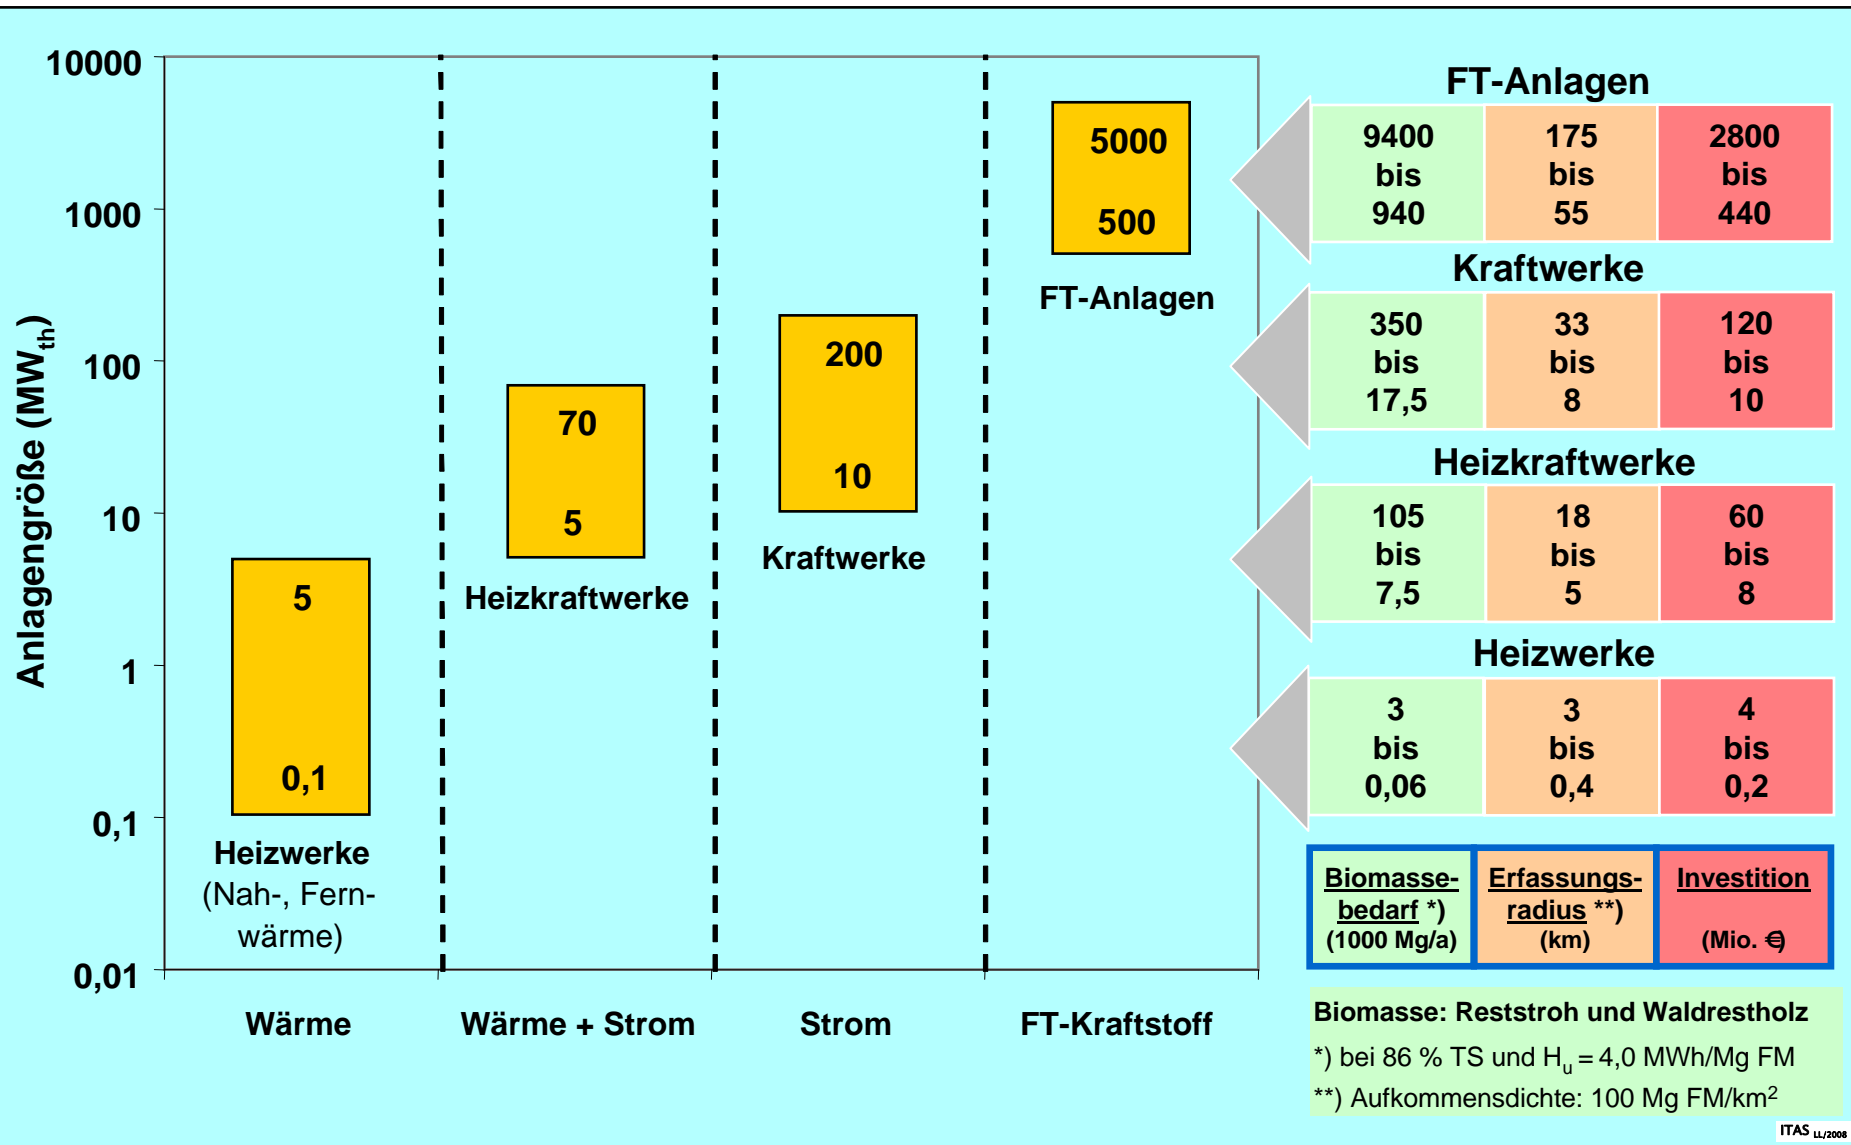 10000
1000
100
10
1
0,1
0,01
Anlagengröße (MWth)
5
0,1
Heizwerke
(Nah-, Fern-
wärme)
70
5
Heizkraftwerke
200
10
Kraftwerke
5000
500
FT-Anlagen
Wärme
Wärme + Strom
Strom
FT-Kraftstoff
FT-Anlagen
9400
bis
940
175
bis
55
2800
bis
440
Kraftwerke
350
bis
17,5
33
bis
8
120
bis
10
Heizkraftwerke
105
bis
7,5
18
bis
5
60
bis
8
Heizwerke
3
bis
0,06
3
bis
0,4
4
bis
0,2
Biomasse-
bedarf *)
(1000 Mg/a)
Erfassungs-
radius **)
(km)
Investition
(Mio. €)
Biomasse: Reststroh und Waldrestholz
*) bei 86 % TS und Hu = 4,0 MWh/Mg FM
**) Aufkommensdichte: 100 Mg FM/km²
ITAS LL/2008